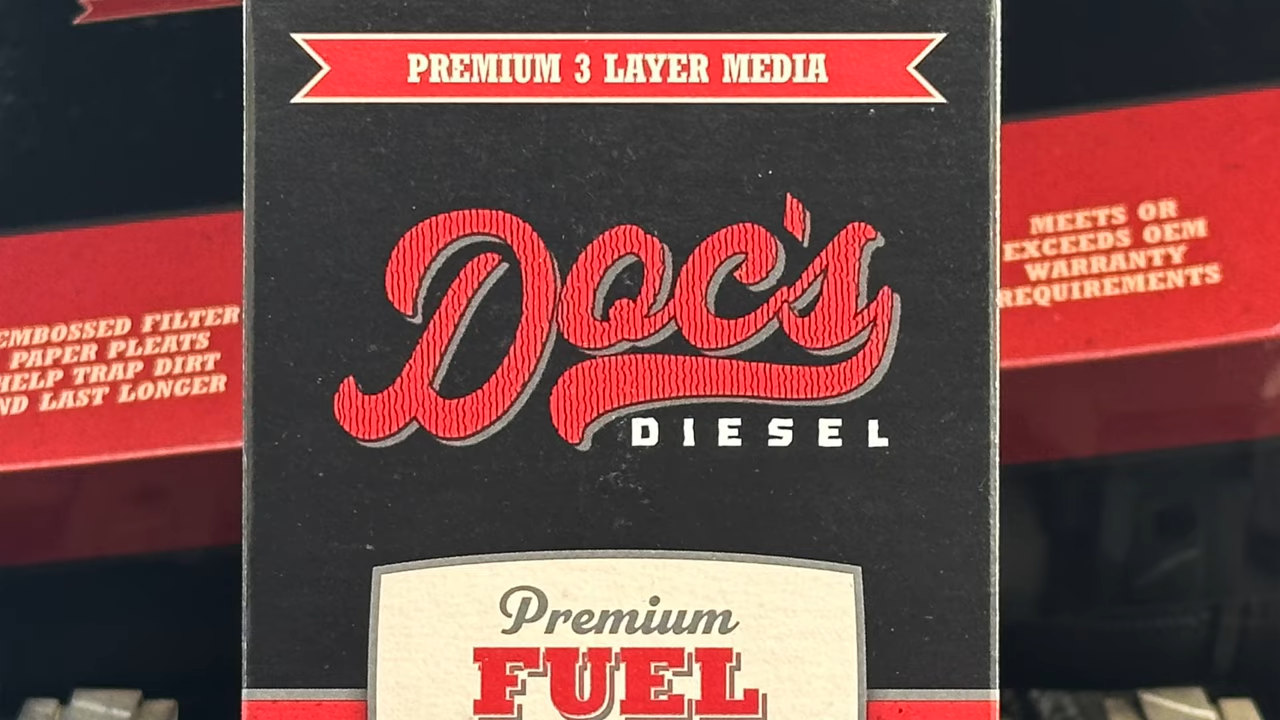 PREMIUM 3 LAYER MEDIA
Doc's
DIESEL
Premium
FUEL
EMBOSSED FILTER
PAPER PLEATS
HELP TRAP DIRT
AND LAST LONGER
MEETS OR
EXCEEDS OEM
WARRANTY
REQUIREMENTS